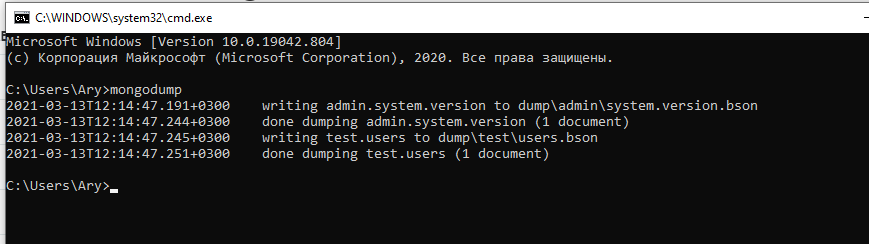 C:\WINDOWS\system32\cmd.exe
Microsoft Windows [Version 10.0.19042.804]
(c) Корпорация Майкрософт (Microsoft Corporation), 2020. Все права защищены.
C:\Users\Ary>mongodump
2021-03-13T12:14:47.191+0300    writing admin.system.version to dump\admin\system.version.bson
2021-03-13T12:14:47.244+0300    done dumping admin.system.version (1 document)
2021-03-13T12:14:47.245+0300    writing test.users to dump\test\users.bson
2021-03-13T12:14:47.251+0300    done dumping test.users (1 document)
C:\Users\Ary>